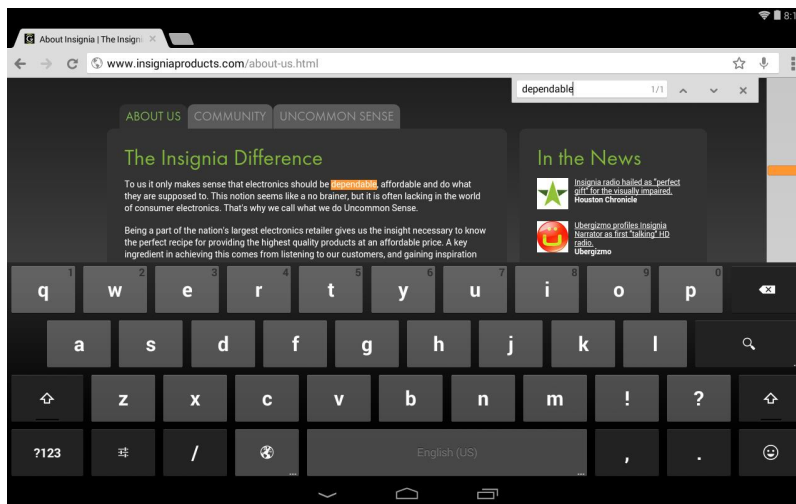 8:1
About Insignia | The Insigni
www.insigniaproducts.com/about-us.html
dependable 1/1
ABOUT US COMMUNITY UNCOMMON SENSE
The Insignia Difference
To us it only makes sense that electronics should be dependable, affordable and do what
they are supposed to. This notion seems like a no brainer, but it is often lacking in the world
of consumer electronics. That's why we call what we do Uncommon Sense.
Being a part of the nation's largest electronics retailer gives us the insight necessary to know
the perfect recipe for providing the highest quality products at an affordable price. A key
ingredient in achieving this comes from listening to our customers, and gaining inspiration
In the News
Insignia radio hailed as "perfect
gift" for the visually impaired.
Houston Chronicle
Ubergizmo profiles Insignia
Narrator as first "talking" HD
radio.
Ubergizmo
1 2 3 4 5 6 7 8 9 0
q w e r t y u i o p
a s d f g h j k l
z x c v b n m ! ?
?123 / English (US) , .